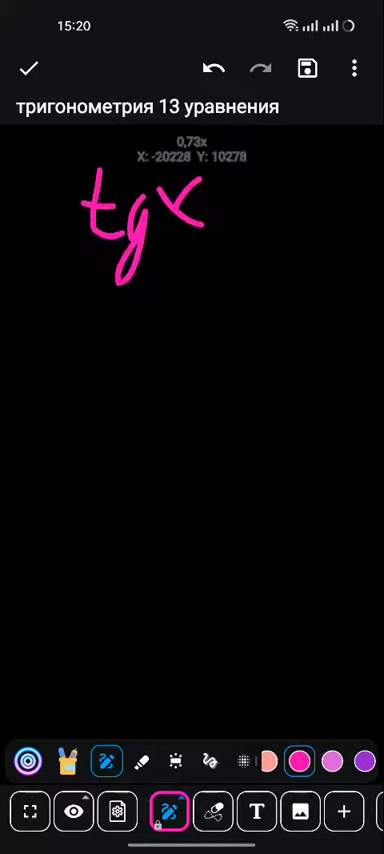 15:20
тригонометрия 13 уравнения
0,73x
X: -20228 Y: 10278
tgx
T